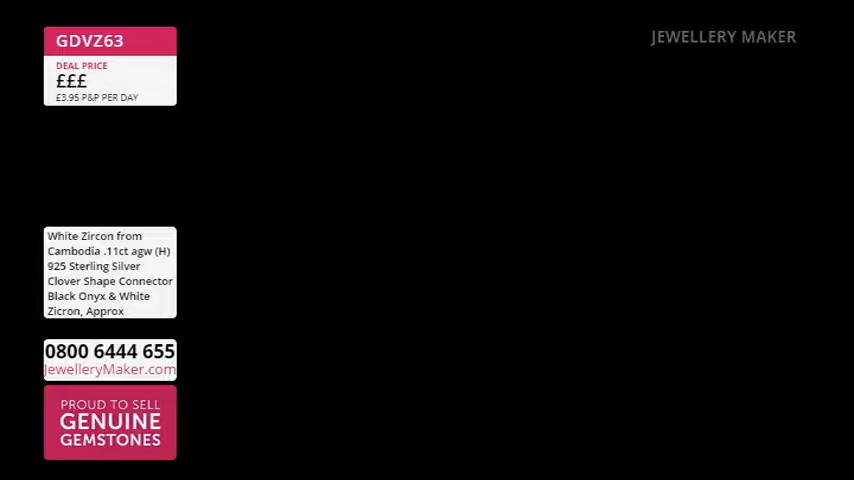 GDVZ63
JEWELLERY MAKER
DEAL PRICE
£££
£3.95 P&P PER DAY
White Zircon from
Cambodia .11ct agw (H)
925 Sterling Silver
Clover Shape Connector
Black Onyx & White
Zicron, Approx
0800 6444 655
JewelleryMaker.com
PROUD TO SELL
GENUINE
GEMSTONES